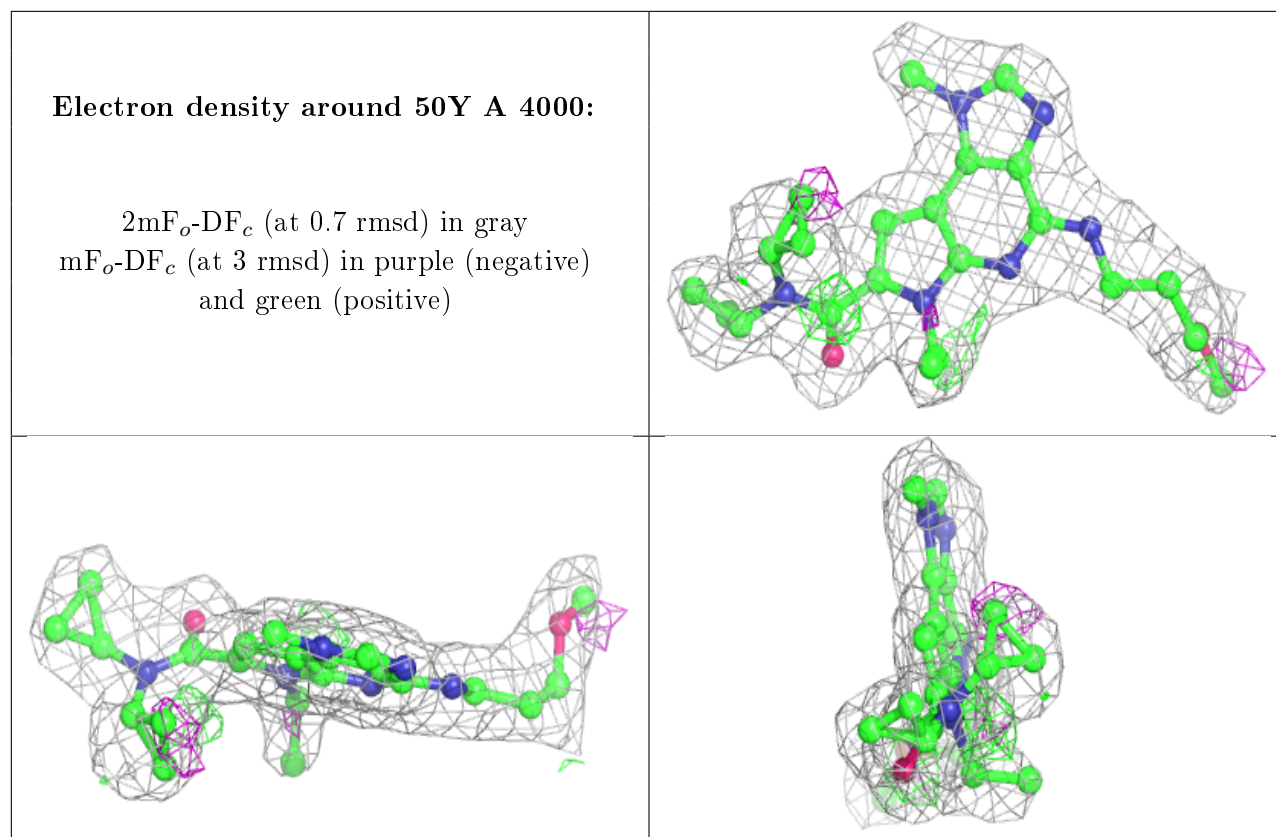 Electron density around 50Y A 4000:
2mFₒ-DF𝒸 (at 0.7 rmsd) in gray
mFₒ-DF𝒸 (at 3 rmsd) in purple (negative)
and green (positive)